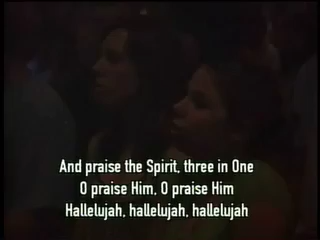 And praise the Spirit, three in One
O praise Him, O praise Him
Hallelujah, hallelujah, hallelujah